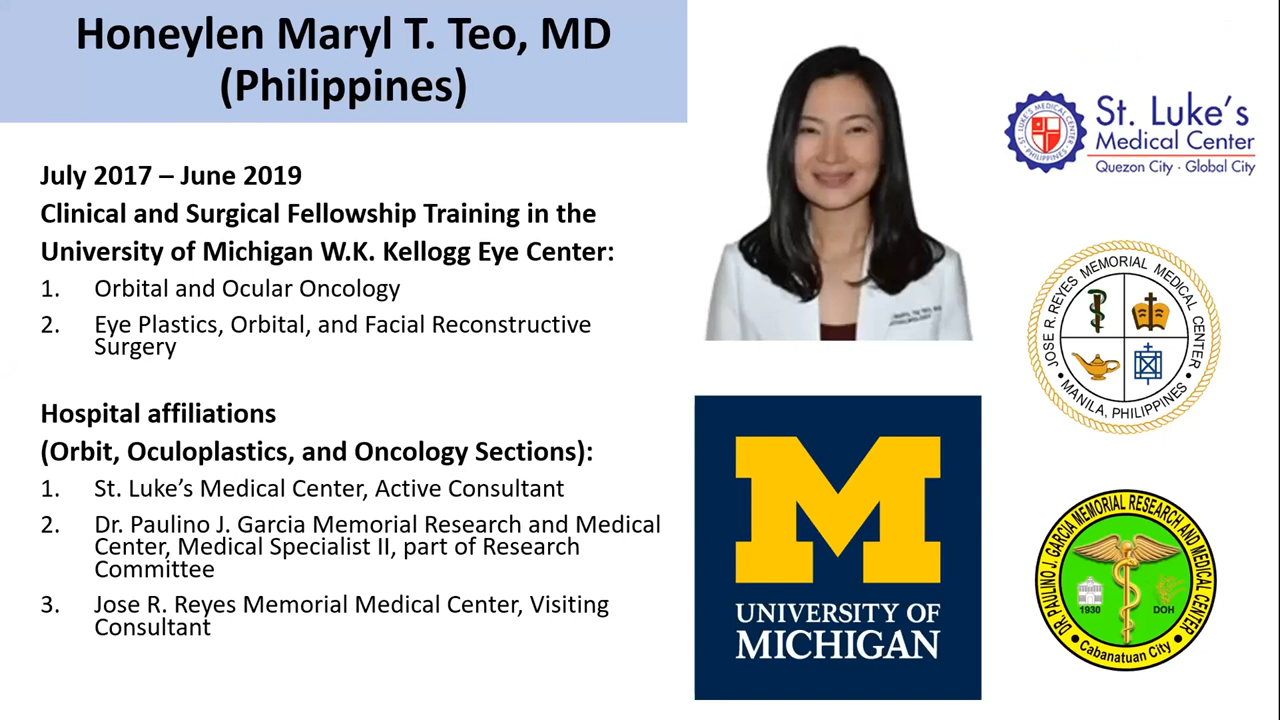 Honeylen Maryl T. Teo, MD
(Philippines)
July 2017 – June 2019
Clinical and Surgical Fellowship Training in the
University of Michigan W.K. Kellogg Eye Center:
1. Orbital and Ocular Oncology
2. Eye Plastics, Orbital, and Facial Reconstructive
Surgery
Hospital affiliations
(Orbit, Oculoplastics, and Oncology Sections):
1. St. Luke’s Medical Center, Active Consultant
2. Dr. Paulino J. Garcia Memorial Research and Medical
Center, Medical Specialist II, part of Research
Committee
3. Jose R. Reyes Memorial Medical Center, Visiting
Consultant
M
UNIVERSITY OF
MICHIGAN
ST. LUKE'S MEDICAL CENTER
PHILIPPINES
St. Luke’s
Medical Center
Quezon City · Global City
JOSE R. REYES MEMORIAL MEDICAL CENTER
• MANILA, PHILIPPINES •
DR. PAULINO J. GARCIA MEMORIAL RESEARCH AND MEDICAL CENTER
1930
DOH
• Cabanatuan City •